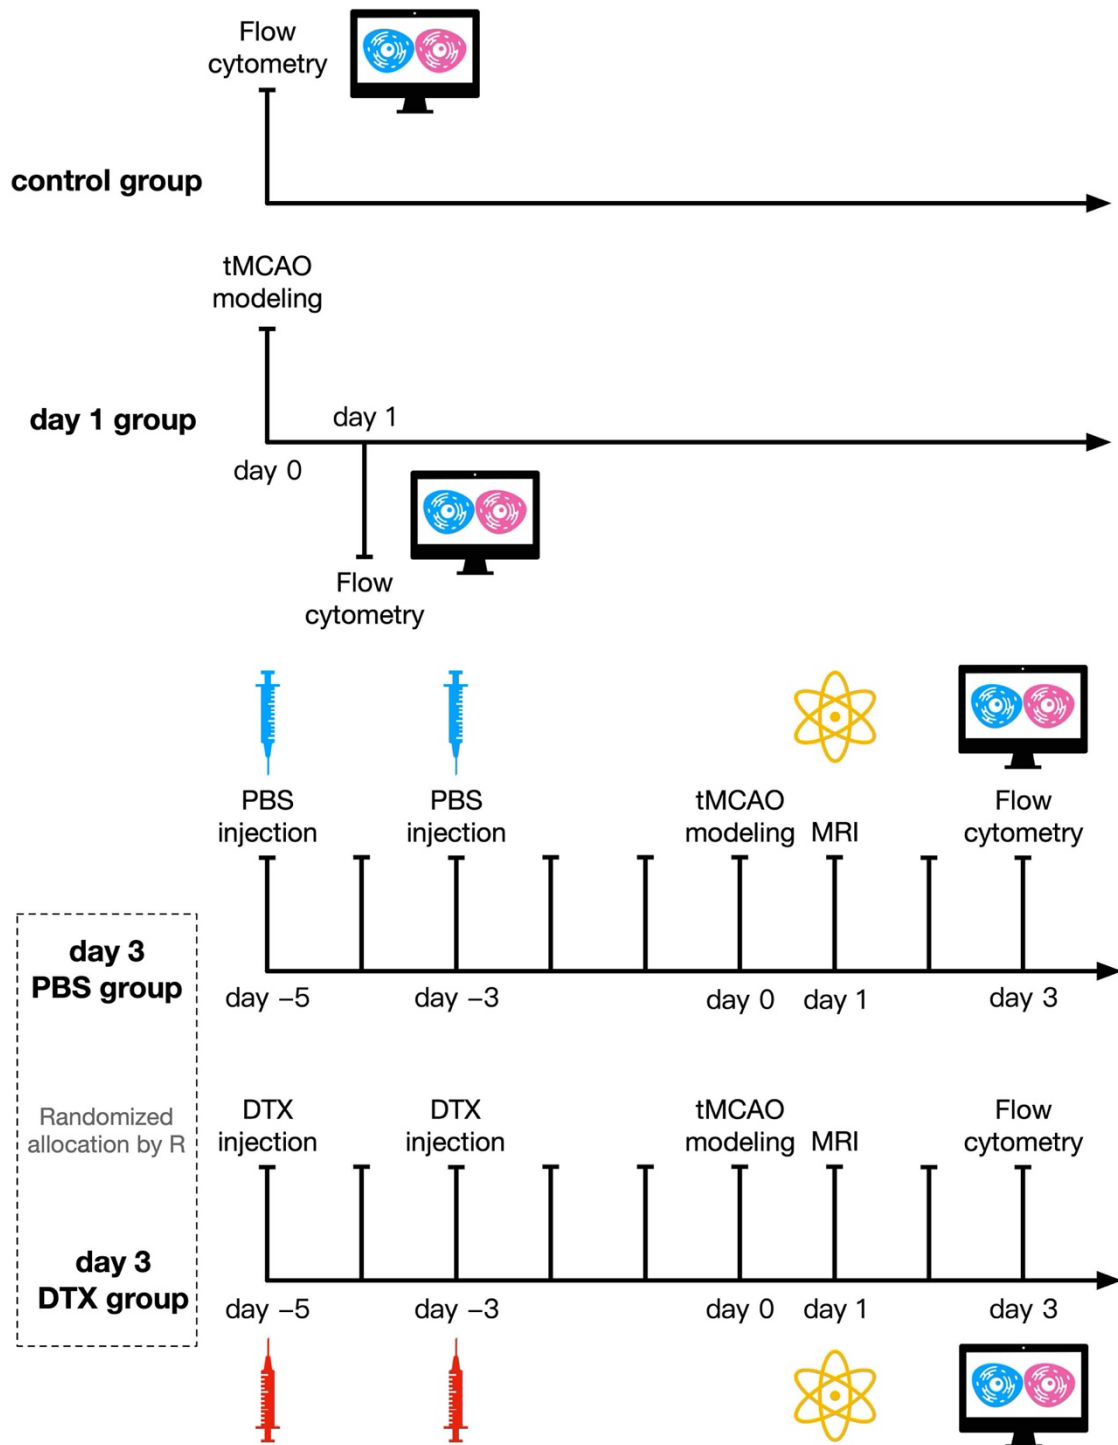 Flow
cytometry
control group
tMCAO
modeling
day 1 group
day 1
day 0
Flow
cytometry
PBS
injection
PBS
injection
tMCAO
modeling
MRI
Flow
cytometry
day 3
PBS group
day –5
day –3
day 0
day 1
day 3
Randomized
allocation by R
DTX
injection
DTX
injection
tMCAO
modeling
MRI
Flow
cytometry
day 3
DTX group
day –5
day –3
day 0
day 1
day 3